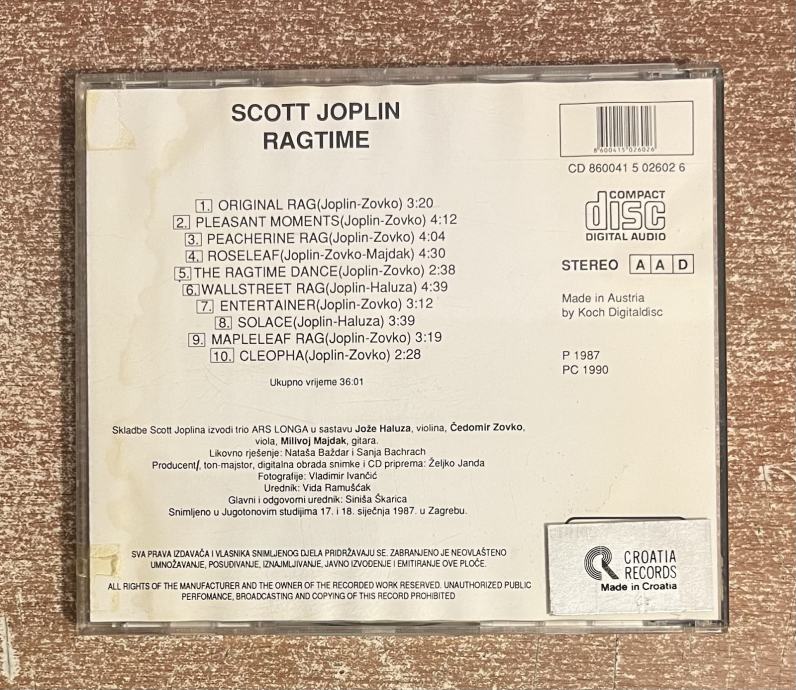 SCOTT JOPLIN
RAGTIME
8 600415 026026
CD 860041 5 02602 6
COMPACT
disc
DIGITAL AUDIO
STEREO A A D
Made in Austria
by Koch Digitaldisc
P 1987
PC 1990
1. ORIGINAL RAG(Joplin-Zovko) 3:20
2. PLEASANT MOMENTS(Joplin-Zovko) 4:12
3. PEACHERINE RAG(Joplin-Zovko) 4:04
4. ROSELEAF(Joplin-Zovko-Majdak) 4:30
5. THE RAGTIME DANCE(Joplin-Zovko) 2:38
6. WALLSTREET RAG(Joplin-Haluza) 4:39
7. ENTERTAINER(Joplin-Zovko) 3:12
8. SOLACE(Joplin-Haluza) 3:39
9. MAPLELEAF RAG(Joplin-Zovko) 3:19
10. CLEOPHA(Joplin-Zovko) 2:28
Ukupno vrijeme 36:01
Skladbe Scott Joplina izvodi trio ARS LONGA u sastavu Jože Haluza, violina, Čedomir Zovko,
viola, Milivoj Majdak, gitara.
Likovno rješenje: Nataša Baždar i Sanja Bachrach
Producent/, ton-majstor, digitalna obrada snimke i CD priprema: Željko Janda
Fotografije: Vladimir Ivančić
Urednik: Vida Ramuščak
Glavni i odgovorni urednik: Siniša Škarica
Snimljeno u Jugotonovim studijima 17. i 18. siječnja 1987. u Zagrebu.
SVA PRAVA IZDAVAČA I VLASNIKA SNIMLJENOG DJELA PRIDRŽAVAJU SE. ZABRANJENO JE NEOVLAŠTENO
UMNOŽAVANJE, POSUĐIVANJE, IZNAJMLJIVANJE, JAVNO IZVOĐENJE I EMITIRANJE OVE PLOČE.
ALL RIGHTS OF THE MANUFACTURER AND THE OWNER OF THE RECORDED WORK RESERVED. UNAUTHORIZED PUBLIC
PERFOMANCE, BROADCASTING AND COPYING OF THIS RECORD PROHIBITED
CROATIA
RECORDS
Made in Croatia